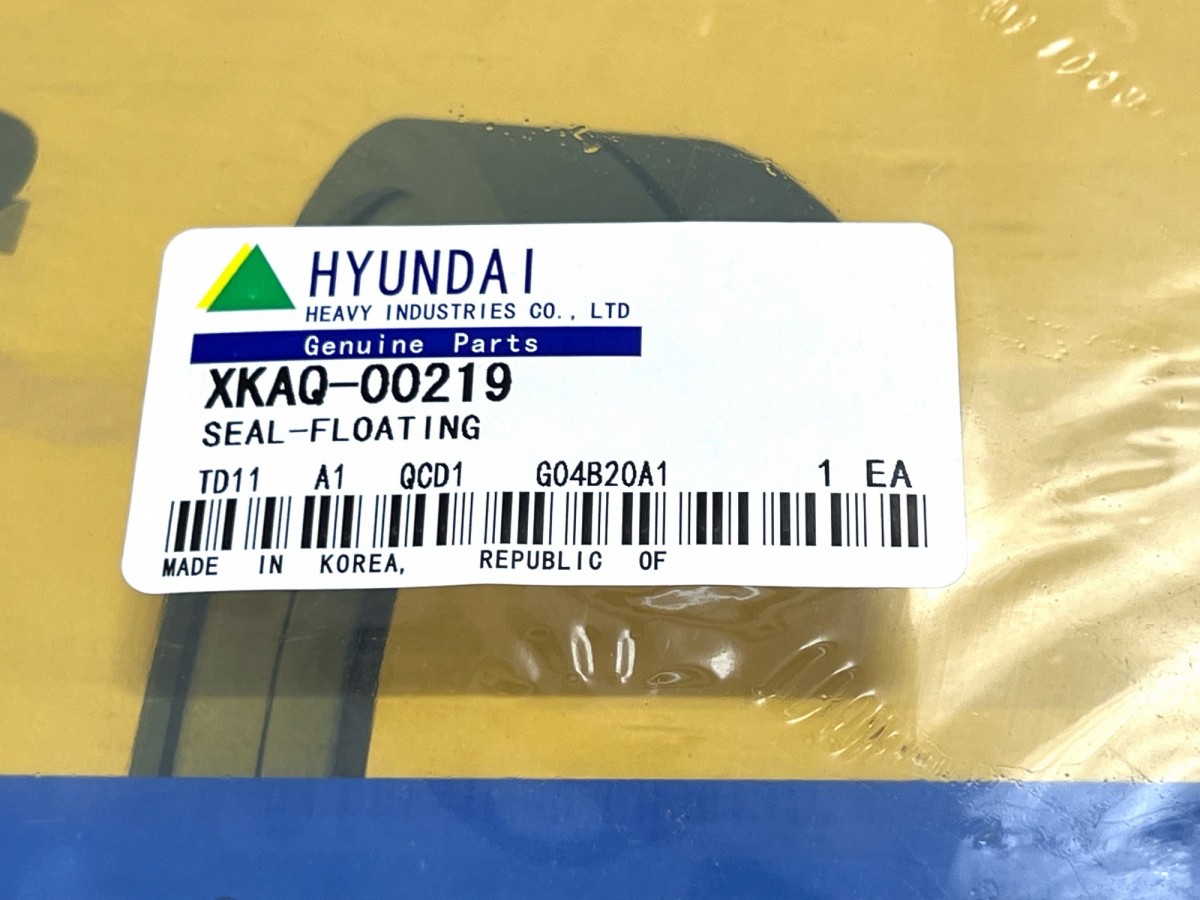 HYUNDAI
HEAVY INDUSTRIES CO., LTD
Genuine Parts
XKAQ-00219
SEAL-FLOATING
TD11 A1 QCD1 G04B20A1 1 EA
MADE IN KOREA, REPUBLIC OF